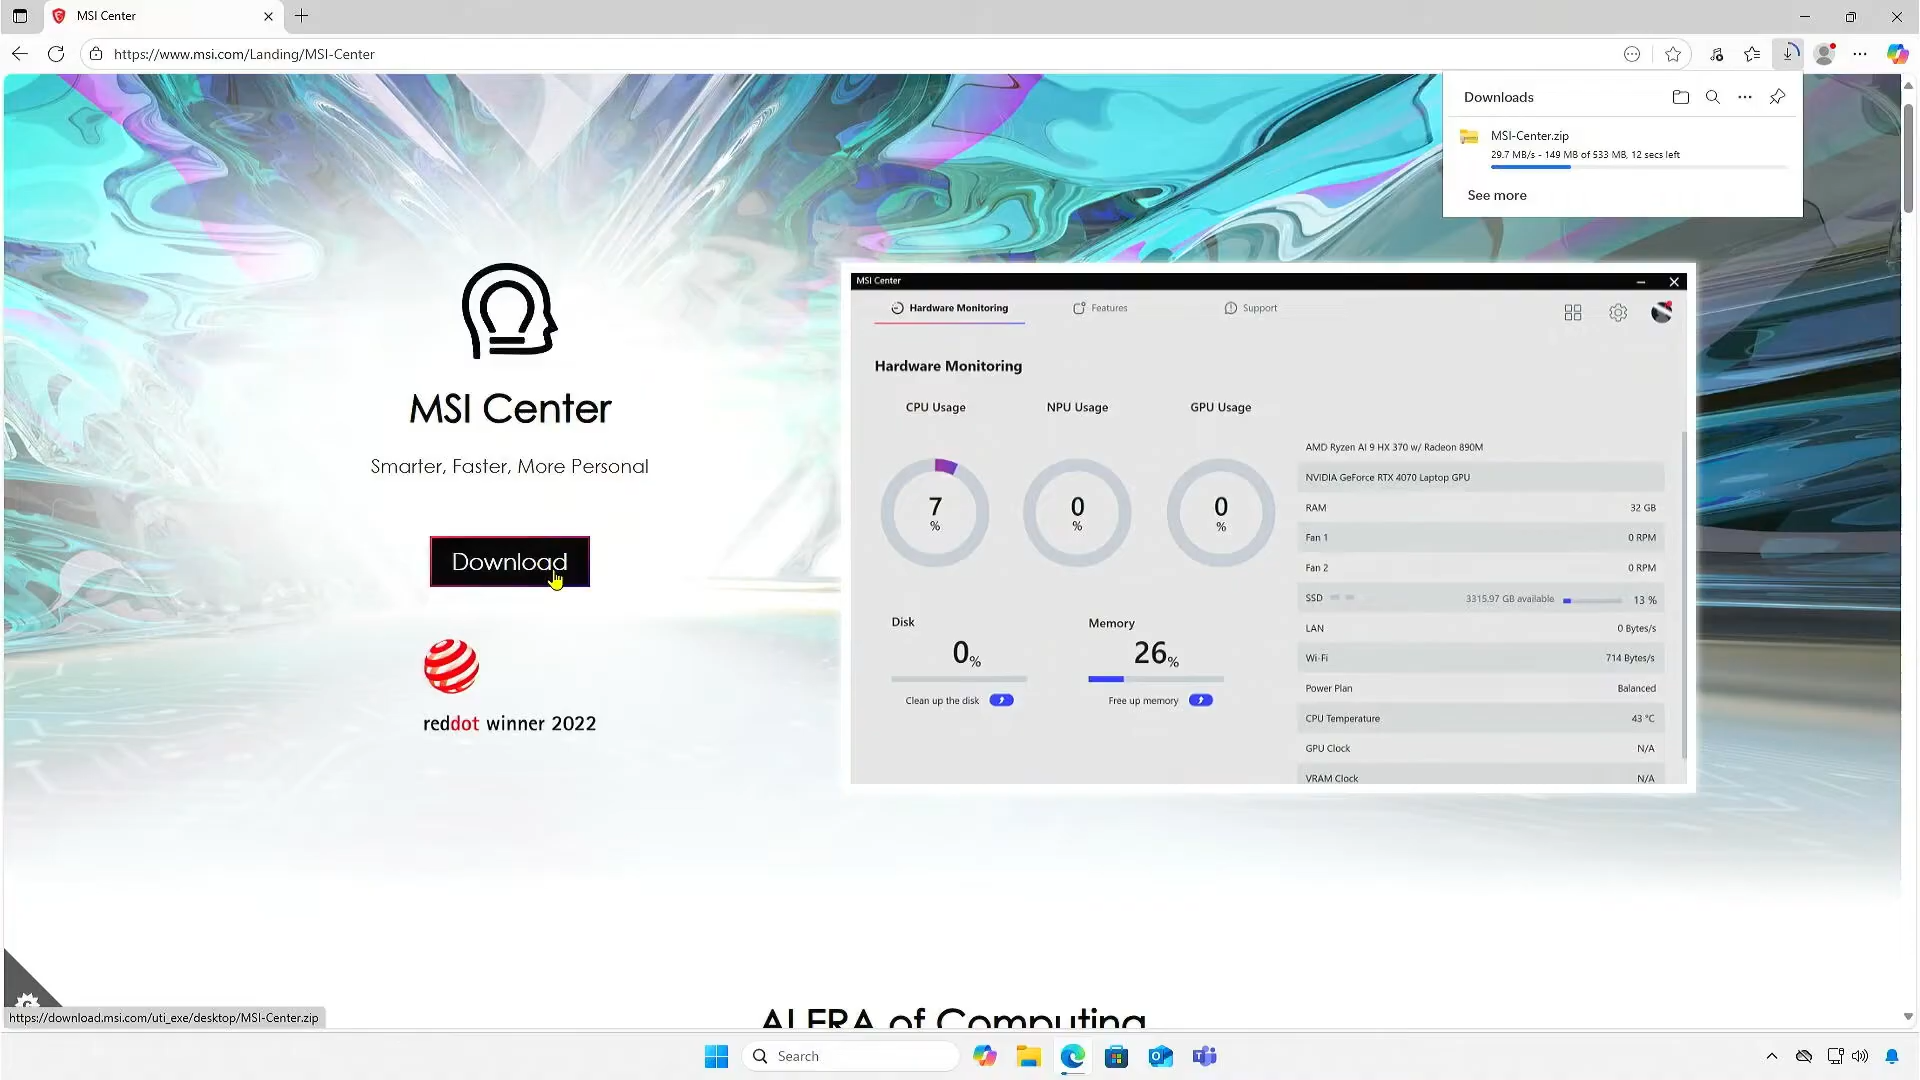 MSI Center
https://www.msi.com/Landing/MSI-Center
Downloads
MSI-Center.zip
29.7 MB/s - 149 MB of 533 MB, 12 secs left
See more
MSI Center
Smarter, Faster, More Personal
Download
reddot winner 2022
MSI Center
Hardware Monitoring
Features
Support
Hardware Monitoring
CPU Usage
NPU Usage
GPU Usage
7
%
0
%
0
%
Disk
0%
Clean up the disk
Memory
26%
Free up memory
AMD Ryzen AI 9 HX 370 w/ Radeon 890M
NVIDIA GeForce RTX 4070 Laptop GPU
RAM 32 GB
Fan 1 0 RPM
Fan 2 0 RPM
SSD 3315.97 GB available 13 %
LAN 0 Bytes/s
Wi-Fi 714 Bytes/s
Power Plan Balanced
CPU Temperature 43 °C
GPU Clock N/A
VRAM Clock N/A
AI ERA of Computing
https://download.msi.com/uti_exe/desktop/MSI-Center.zip
Search